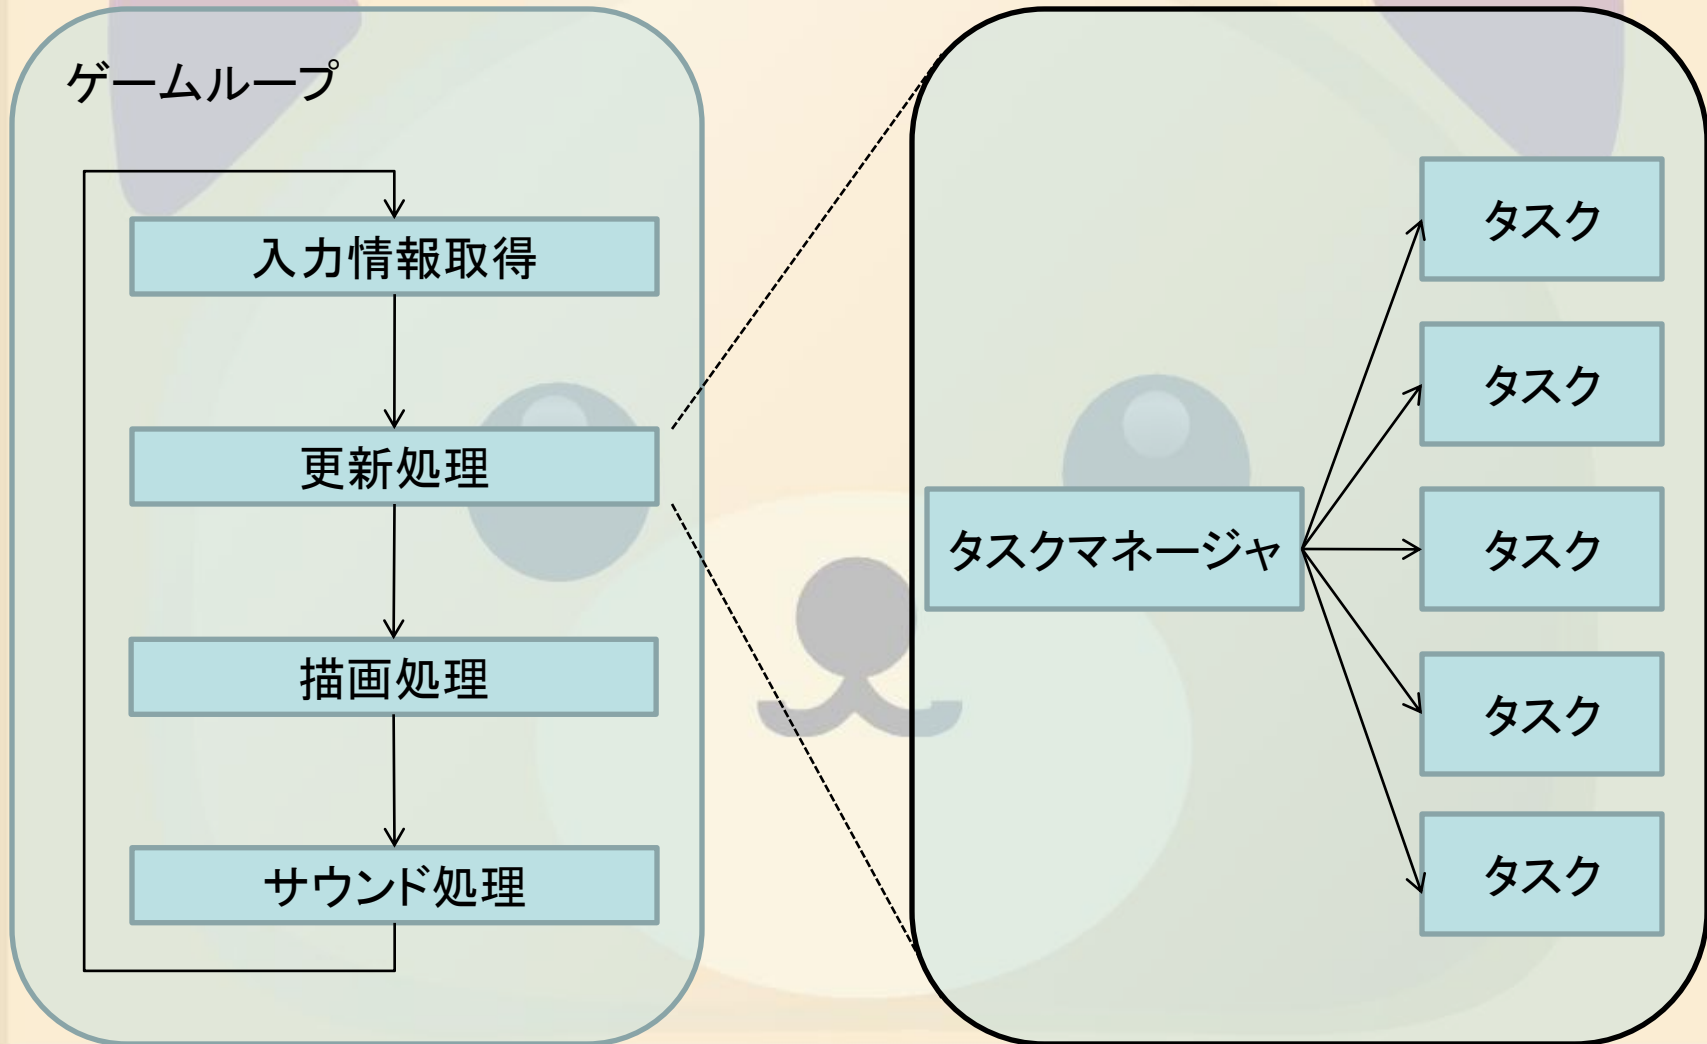 ゲームループ
入力情報取得
更新処理
描画処理
サウンド処理
タスクマネージャ
タスク
タスク
タスク
タスク
タスク